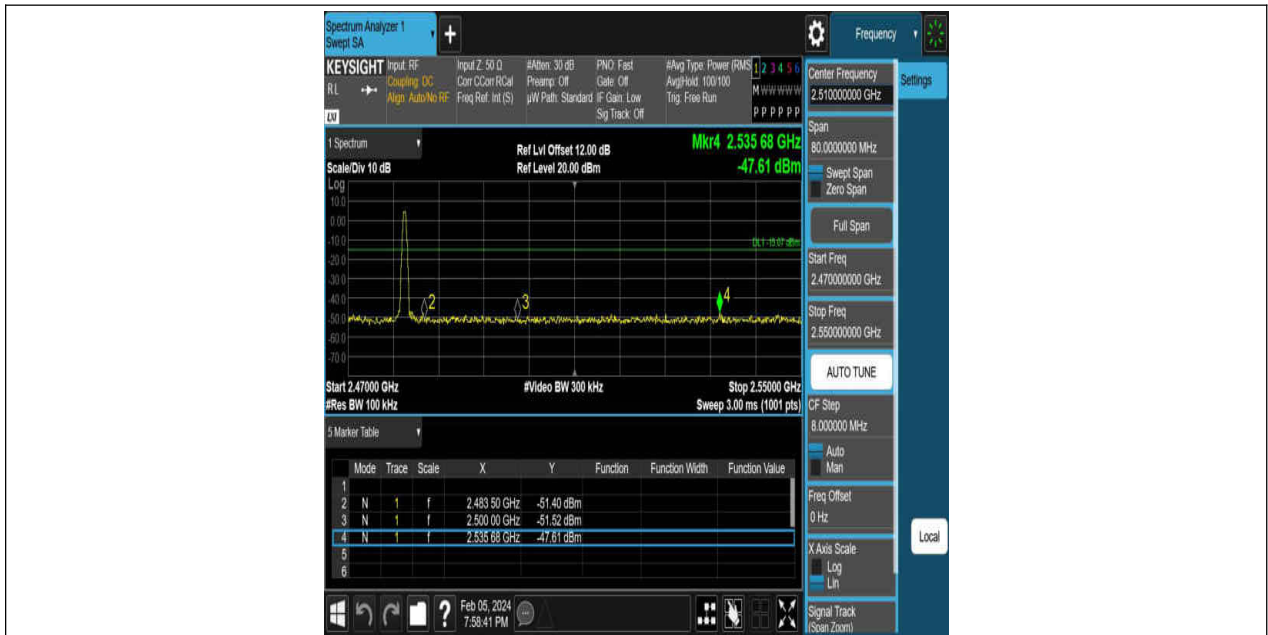 Spectrum Analyzer 1
Swept SA
+
Frequency
KEYSIGHT
RL
LXI
Input: RF
Coupling: DC
Align: Auto/No RF
Input Z: 50 Ω
Corr CCorr RCal
Freq Ref: Int (S)
#Atten: 30 dB
Preamp: Off
µW Path: Standard
PNO: Fast
Gate: Off
IF Gain: Low
Sig Track: Off
#Avg Type: Power (RMS
Avg|Hold: 100/100
Trig: Free Run
1 2 3 4 5 6
M W W W W W
P P P P P P
1 Spectrum
Scale/Div 10 dB
Ref Lvl Offset 12.00 dB
Ref Level 20.00 dBm
Mkr4 2.535 68 GHz
-47.61 dBm
Log
10.0
0.00
-10.0
-20.0
-30.0
-40.0
-50.0
-60.0
-70.0
DL1 -15.07 dBm
2
3
4
Start 2.47000 GHz
#Video BW 300 kHz
Stop 2.55000 GHz
#Res BW 100 kHz
Sweep 3.00 ms (1001 pts)
5 Marker Table
Mode Trace Scale X Y Function Function Width Function Value
1
2 N 1 f 2.483 50 GHz -51.40 dBm
3 N 1 f 2.500 00 GHz -51.52 dBm
4 N 1 f 2.535 68 GHz -47.61 dBm
5
6
Feb 05, 2024
7:58:41 PM
?
Center Frequency
2.510000000 GHz
Settings
Span
80.0000000 MHz
Swept Span
Zero Span
Full Span
Start Freq
2.470000000 GHz
Stop Freq
2.550000000 GHz
AUTO TUNE
CF Step
8.000000 MHz
Auto
Man
Freq Offset
0 Hz
X Axis Scale
Log
Lin
Signal Track
(Span Zoom)
Local